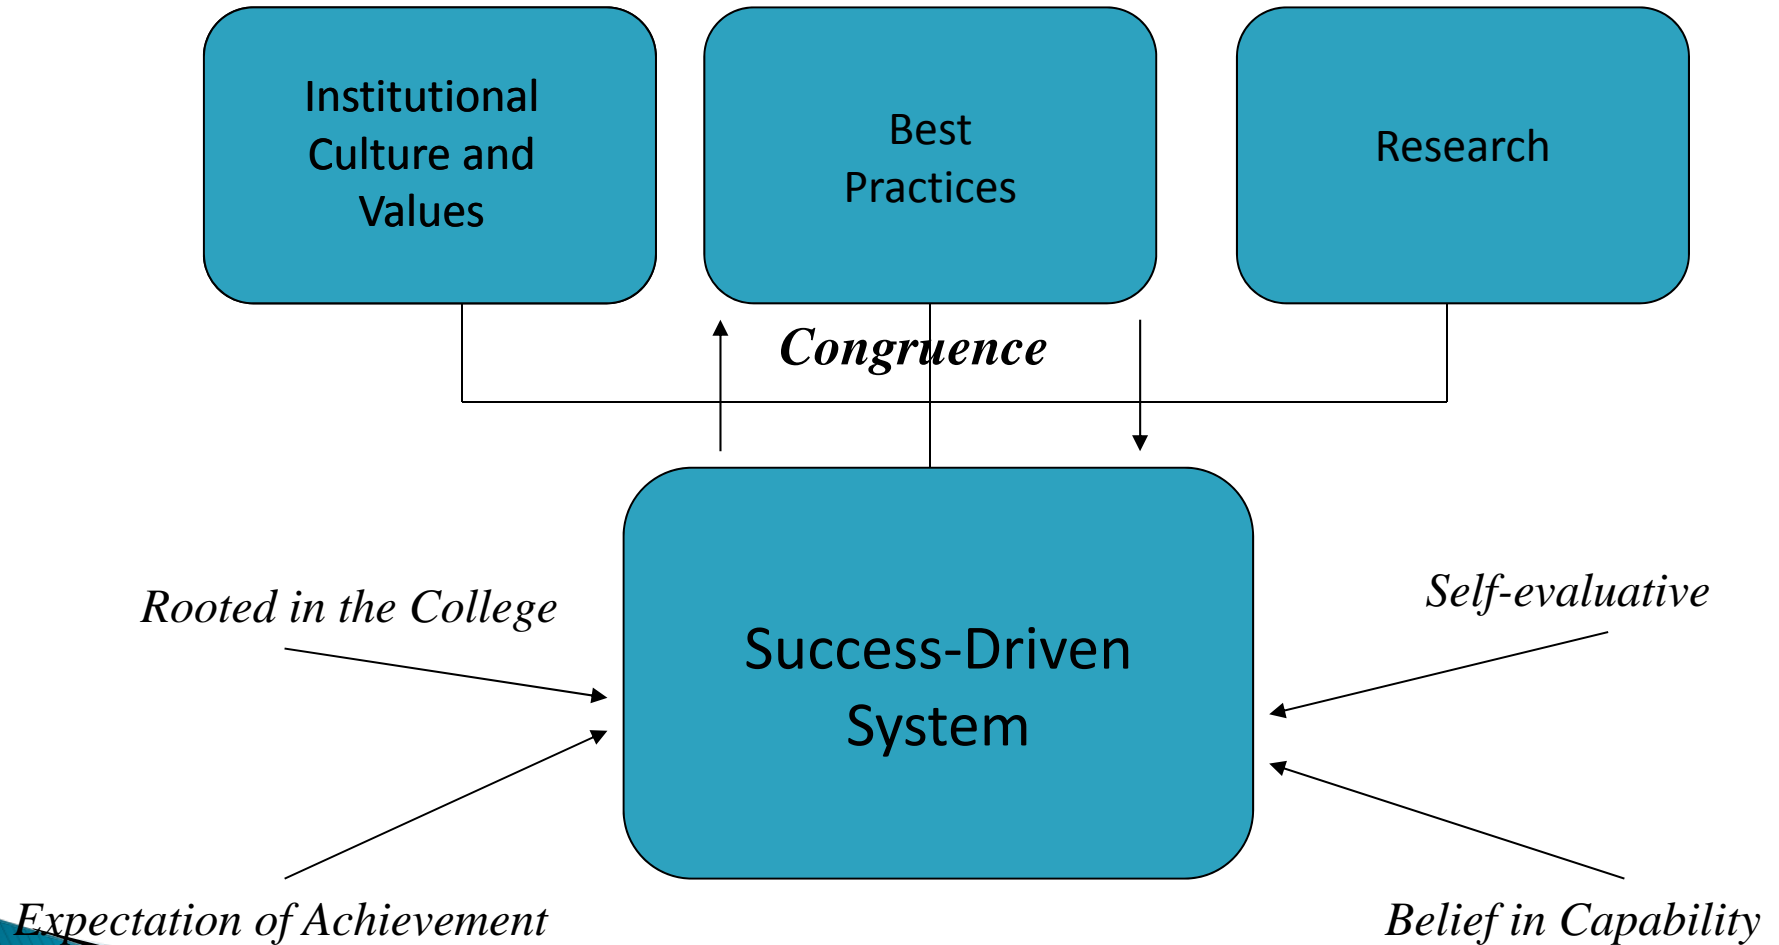 Institutional
Culture and
Values
Best
Practices
Research
Congruence
Rooted in the College
Self-evaluative
Success-Driven
System
Expectation of Achievement
Belief in Capability